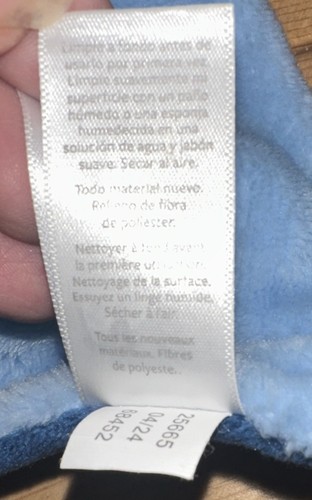 Limpie a fondo antes de
usarlo por primera vez.
Limpie suavemente su
superficie con un paño
húmedo o una esponja
humedecida en una
solución de agua y jabón
suave. Secar al aire.
Todo material nuevo.
Relleno de fibra
de poliéster.
Nettoyer à fond avant
la première utilisation.
Nettoyage de la surface.
Essuyez un linge humide.
Sécher à l'air.
Tous les nouveaux
matériaux. Fibres
de polyester.
25665
04/24
68452